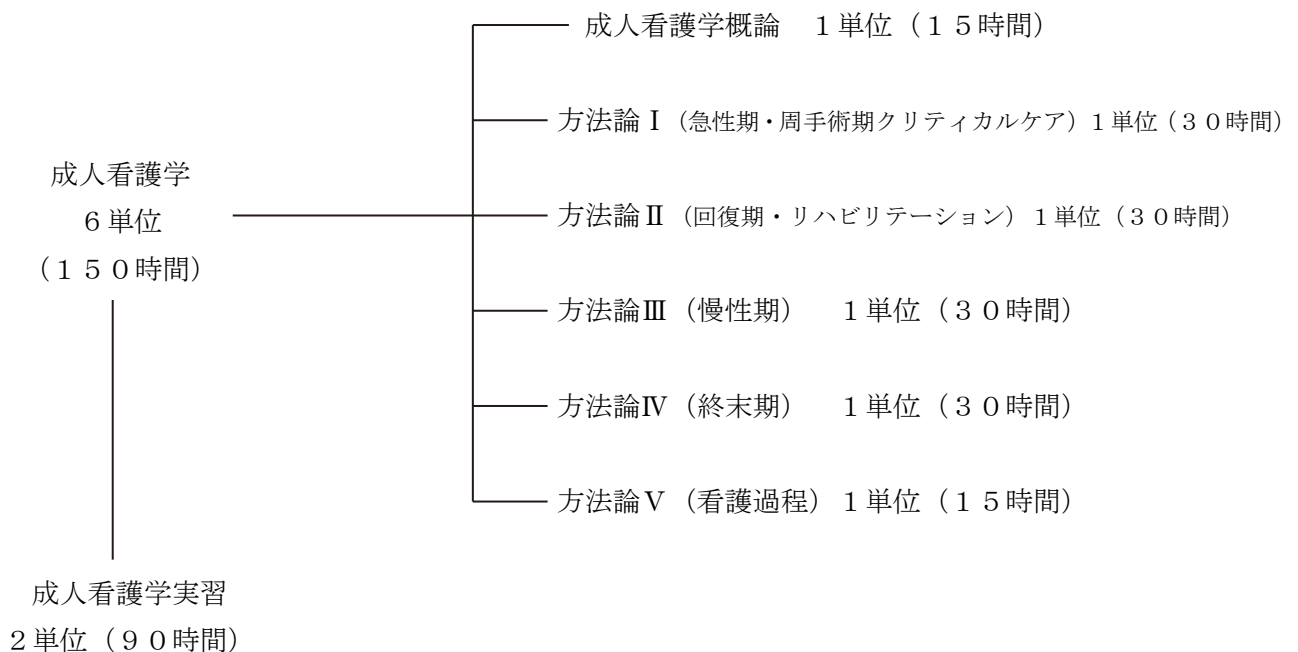 成人看護学概論　１単位（１５時間）
方法論Ⅰ（急性期・周手術期クリティカルケア）１単位（３０時間）
成人看護学
６単位
（１５０時間）
方法論Ⅱ（回復期・リハビリテーション）１単位（３０時間）
方法論Ⅲ（慢性期）　１単位（３０時間）
方法論Ⅳ（終末期）　１単位（３０時間）
方法論Ⅴ（看護過程）１単位（１５時間）
成人看護学実習
２単位（９０時間）